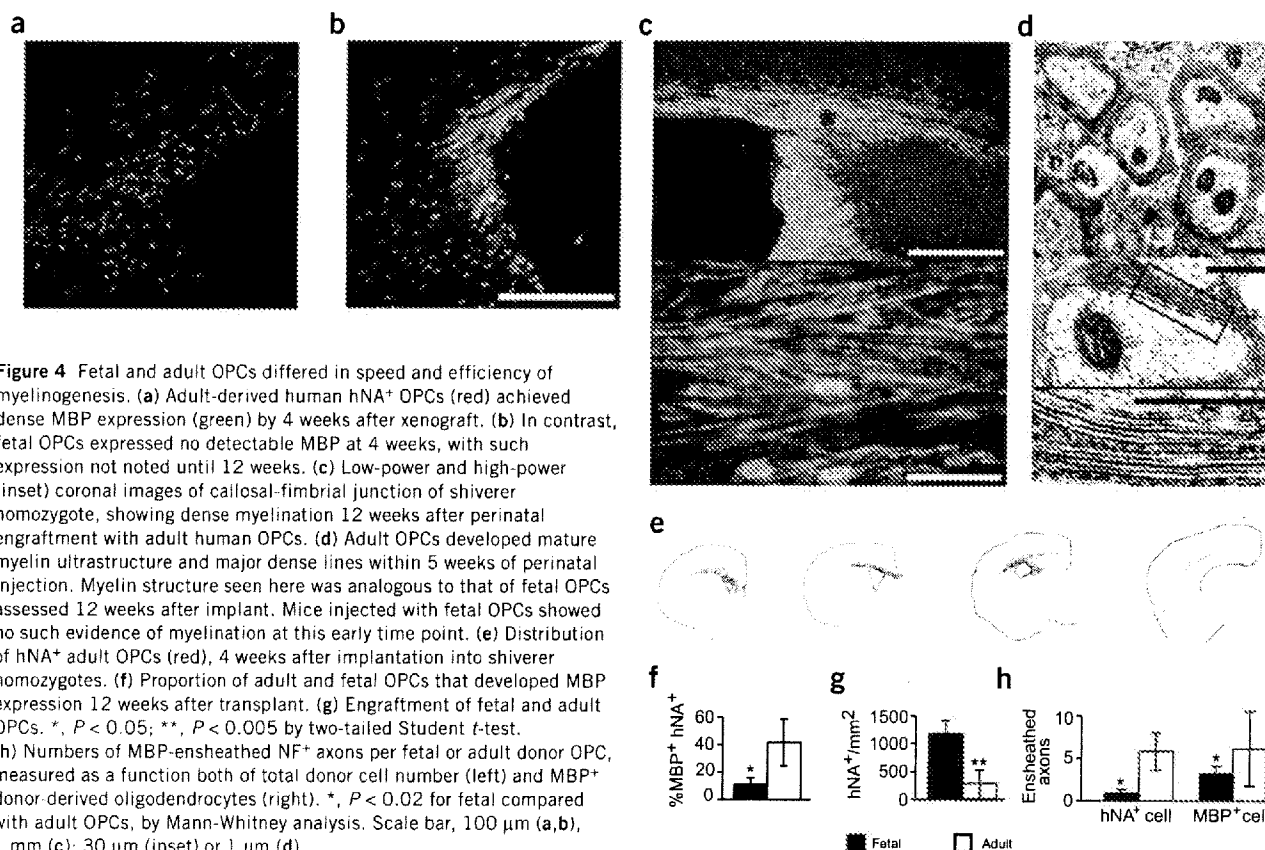 a
b
c
d
Figure 4 Fetal and adult OPCs differed in speed and efficiency of
myelinogenesis. (a) Adult-derived human hNA⁺ OPCs (red) achieved
dense MBP expression (green) by 4 weeks after xenograft. (b) In contrast,
fetal OPCs expressed no detectable MBP at 4 weeks, with such
expression not noted until 12 weeks. (c) Low-power and high-power
(inset) coronal images of callosal-fimbrial junction of shiverer
homozygote, showing dense myelination 12 weeks after perinatal
engraftment with adult human OPCs. (d) Adult OPCs developed mature
myelin ultrastructure and major dense lines within 5 weeks of perinatal
injection. Myelin structure seen here was analogous to that of fetal OPCs
assessed 12 weeks after implant. Mice injected with fetal OPCs showed
no such evidence of myelination at this early time point. (e) Distribution
of hNA⁺ adult OPCs (red), 4 weeks after implantation into shiverer
homozygotes. (f) Proportion of adult and fetal OPCs that developed MBP
expression 12 weeks after transplant. (g) Engraftment of fetal and adult
OPCs. *, P < 0.05; **, P < 0.005 by two-tailed Student t-test.
(h) Numbers of MBP-ensheathed NF⁺ axons per fetal or adult donor OPC,
measured as a function both of total donor cell number (left) and MBP⁺
donor-derived oligodendrocytes (right). *, P < 0.02 for fetal compared
with adult OPCs, by Mann-Whitney analysis. Scale bar, 100 μm (a,b),
mm (c); 30 μm (inset) or 1 μm (d).
e
f
%MBP⁺ hNA⁺
60
40
20
0
*
g
hNA⁺/mm2
1500
1000
500
0
**
h
Ensheathed
axons
10
5
0
*
*
hNA⁺ cell
MBP⁺cel
Fetal
Adult